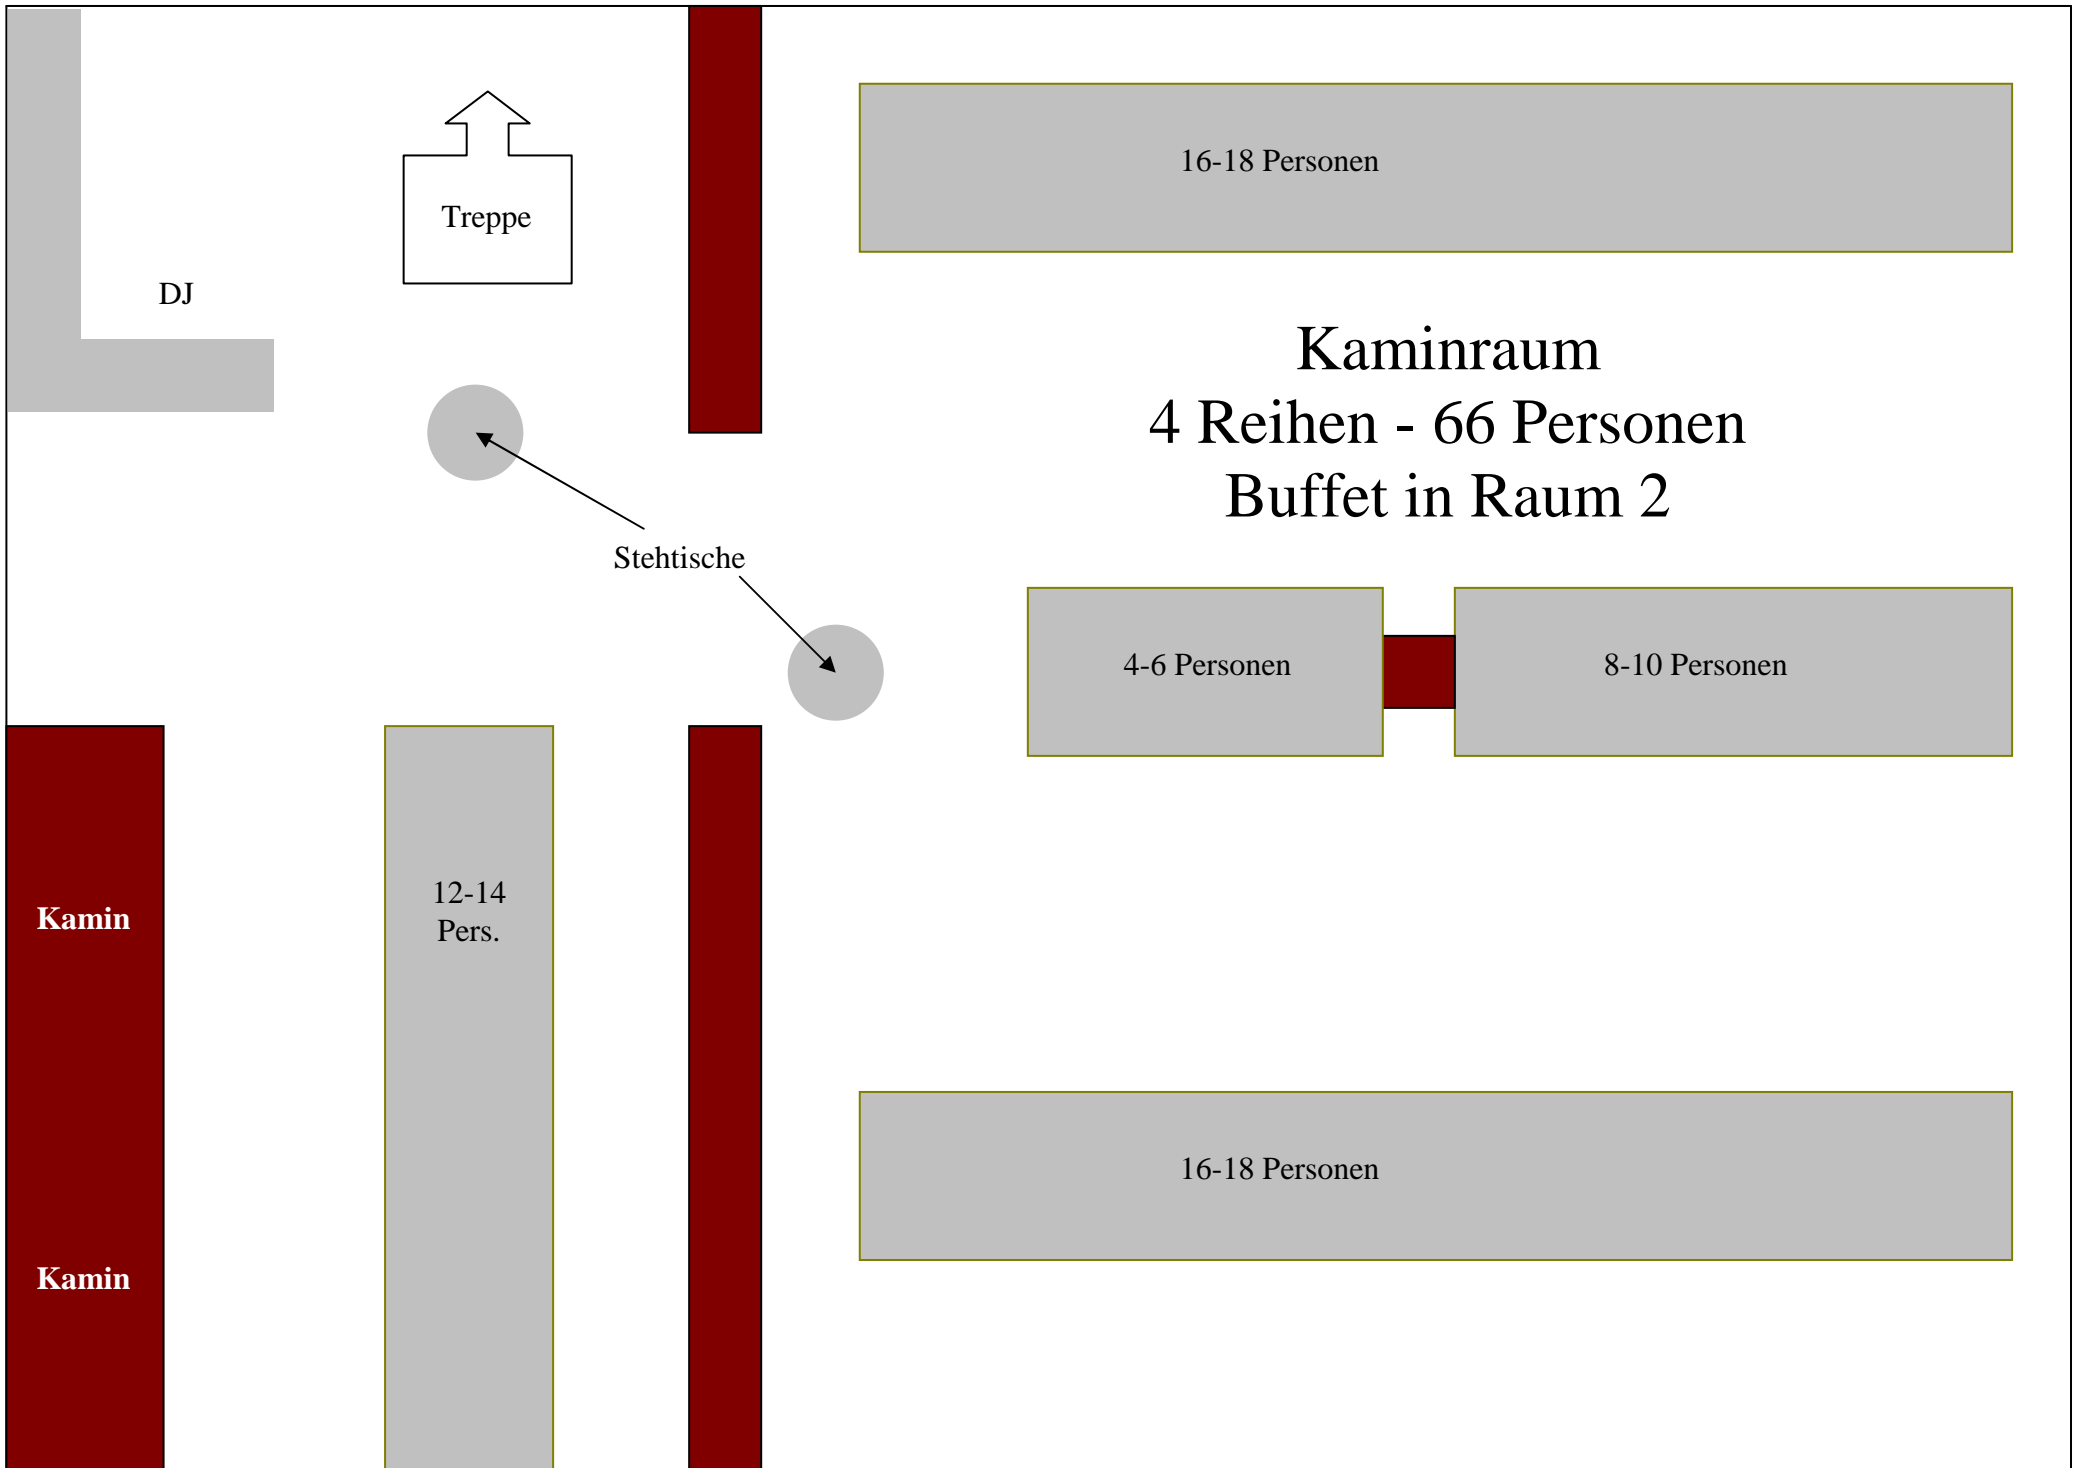 16-18 Personen
Treppe
DJ
Kaminraum
4 Reihen - 66 Personen
Buffet in Raum 2
Stehtische
4-6 Personen
8-10 Personen
12-14
Pers.
Kamin
16-18 Personen
Kamin